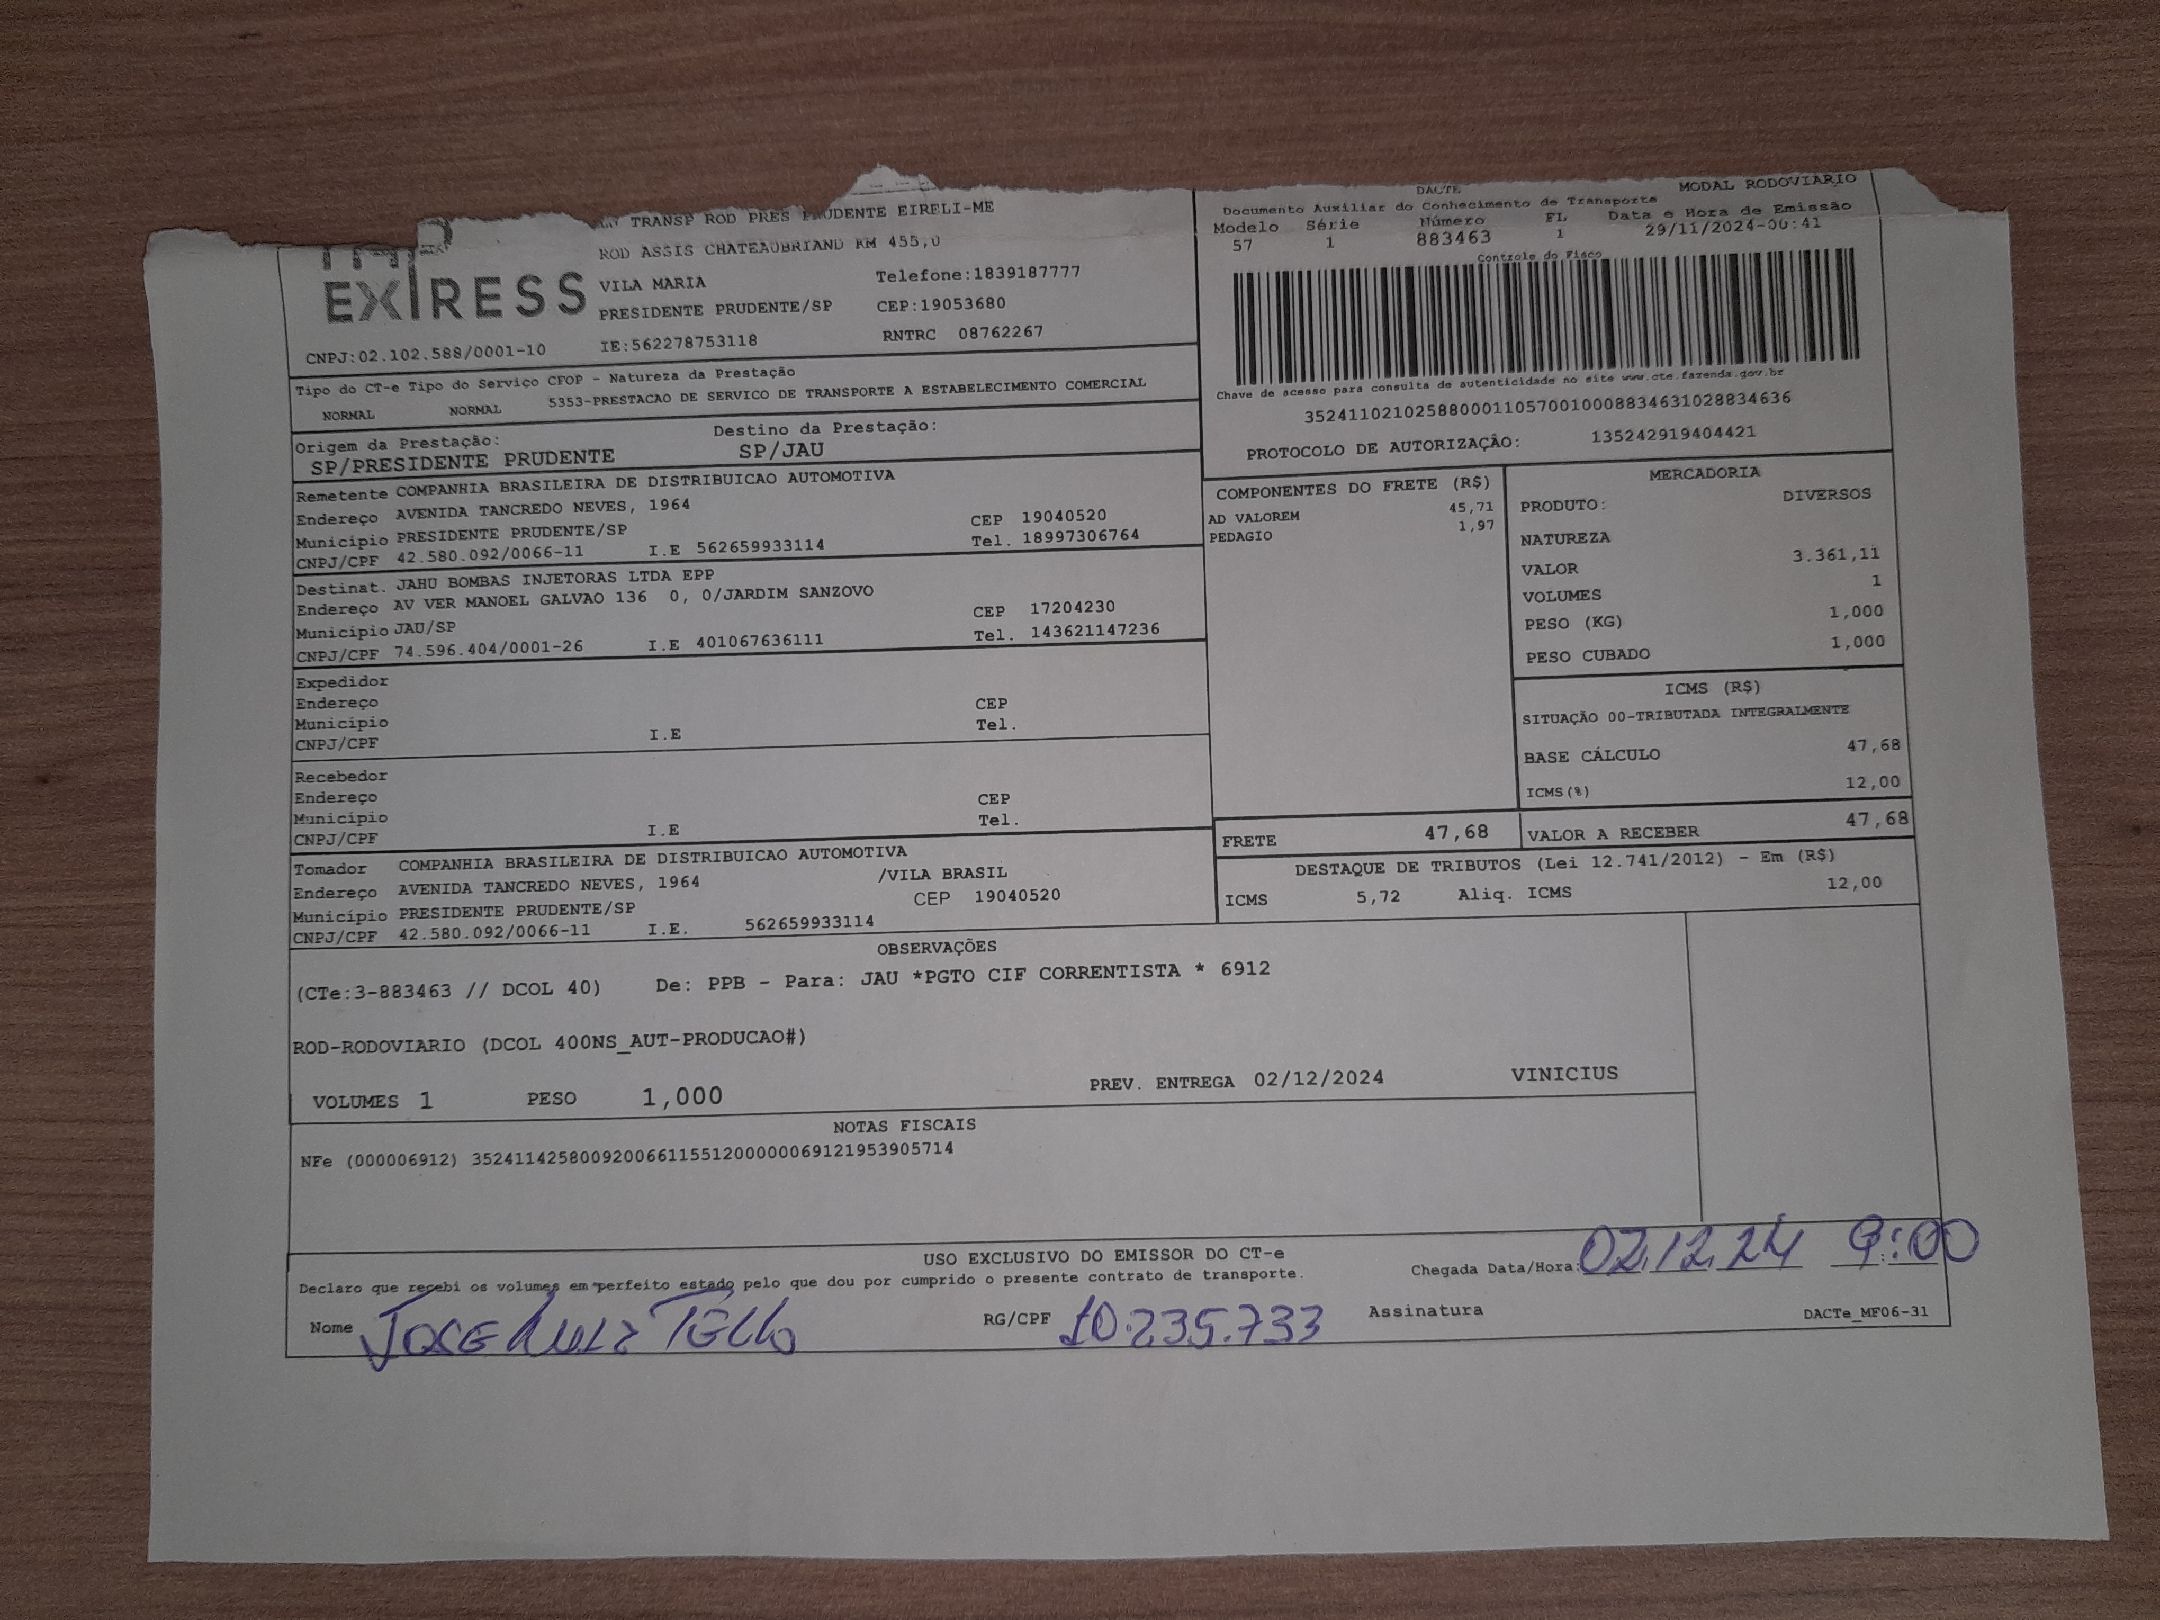 TRANSP ROD PRES PRUDENTE EIRELI-ME
ROD ASSIS CHATEAUBRIAND KM 455,0
VILA MARIA Telefone:1839187777
PRESIDENTE PRUDENTE/SP CEP:19053680
EXPRESS
CNPJ:02.102.588/0001-10 IE:562278753118 RNTRC 08762267
Tipo do CT-e Tipo do Serviço CFOP - Natureza da Prestação
NORMAL NORMAL 5353-PRESTACAO DE SERVICO DE TRANSPORTE A ESTABELECIMENTO COMERCIAL
Origem da Prestação: Destino da Prestação:
SP/PRESIDENTE PRUDENTE SP/JAU
DACTE MODAL RODOVIARIO
Documento Auxiliar do Conhecimento de Transporte
Modelo Série Número FL Data e Hora de Emissão
57 1 883463 1 29/11/2024-00:41
Controle do Fisco
Chave de acesso para consulta de autenticidade no site www.cte.fazenda.gov.br
35241102102588000110570010008834631028834636
PROTOCOLO DE AUTORIZAÇÃO: 135242919404421
Remetente COMPANHIA BRASILEIRA DE DISTRIBUICAO AUTOMOTIVA
Endereço AVENIDA TANCREDO NEVES, 1964
Município PRESIDENTE PRUDENTE/SP CEP 19040520
CNPJ/CPF 42.580.092/0066-11 I.E 562659933114 Tel. 18997306764
Destinat. JAHU BOMBAS INJETORAS LTDA EPP
Endereço AV VER MANOEL GALVAO 136 0, 0/JARDIM SANZOVO
Município JAU/SP CEP 17204230
CNPJ/CPF 74.596.404/0001-26 I.E 401067636111 Tel. 143621147236
Expedidor
Endereço CEP
Município Tel.
CNPJ/CPF I.E
Recebedor
Endereço CEP
Município Tel.
CNPJ/CPF I.E
Tomador COMPANHIA BRASILEIRA DE DISTRIBUICAO AUTOMOTIVA
Endereço AVENIDA TANCREDO NEVES, 1964 /VILA BRASIL
Município PRESIDENTE PRUDENTE/SP CEP 19040520
CNPJ/CPF 42.580.092/0066-11 I.E. 562659933114
COMPONENTES DO FRETE (R$)
AD VALOREM 45,71
PEDAGIO 1,97
MERCADORIA
PRODUTO: DIVERSOS
NATUREZA
VALOR 3.361,11
VOLUMES 1
PESO (KG) 1,000
PESO CUBADO 1,000
ICMS (R$)
SITUAÇÃO 00-TRIBUTADA INTEGRALMENTE
BASE CÁLCULO 47,68
ICMS(%) 12,00
FRETE 47,68 VALOR A RECEBER 47,68
DESTAQUE DE TRIBUTOS (Lei 12.741/2012) - Em (R$)
ICMS 5,72 Aliq. ICMS 12,00
OBSERVAÇÕES
(CTe:3-883463 // DCOL 40) De: PPB - Para: JAU *PGTO CIF CORRENTISTA * 6912
ROD-RODOVIARIO (DCOL 400NS_AUT-PRODUCAO#)
VOLUMES 1 PESO 1,000 PREV. ENTREGA 02/12/2024 VINICIUS
NOTAS FISCAIS
NFe (000006912) 35241142580092006611551200000069121953905714
USO EXCLUSIVO DO EMISSOR DO CT-e
Declaro que recebi os volumes em perfeito estado pelo que dou por cumprido o presente contrato de transporte. Chegada Data/Hora: 02.12.24 9:00
Nome JOSE LUIZ TELLO RG/CPF 10.235.733 Assinatura DACTe_MF06-31